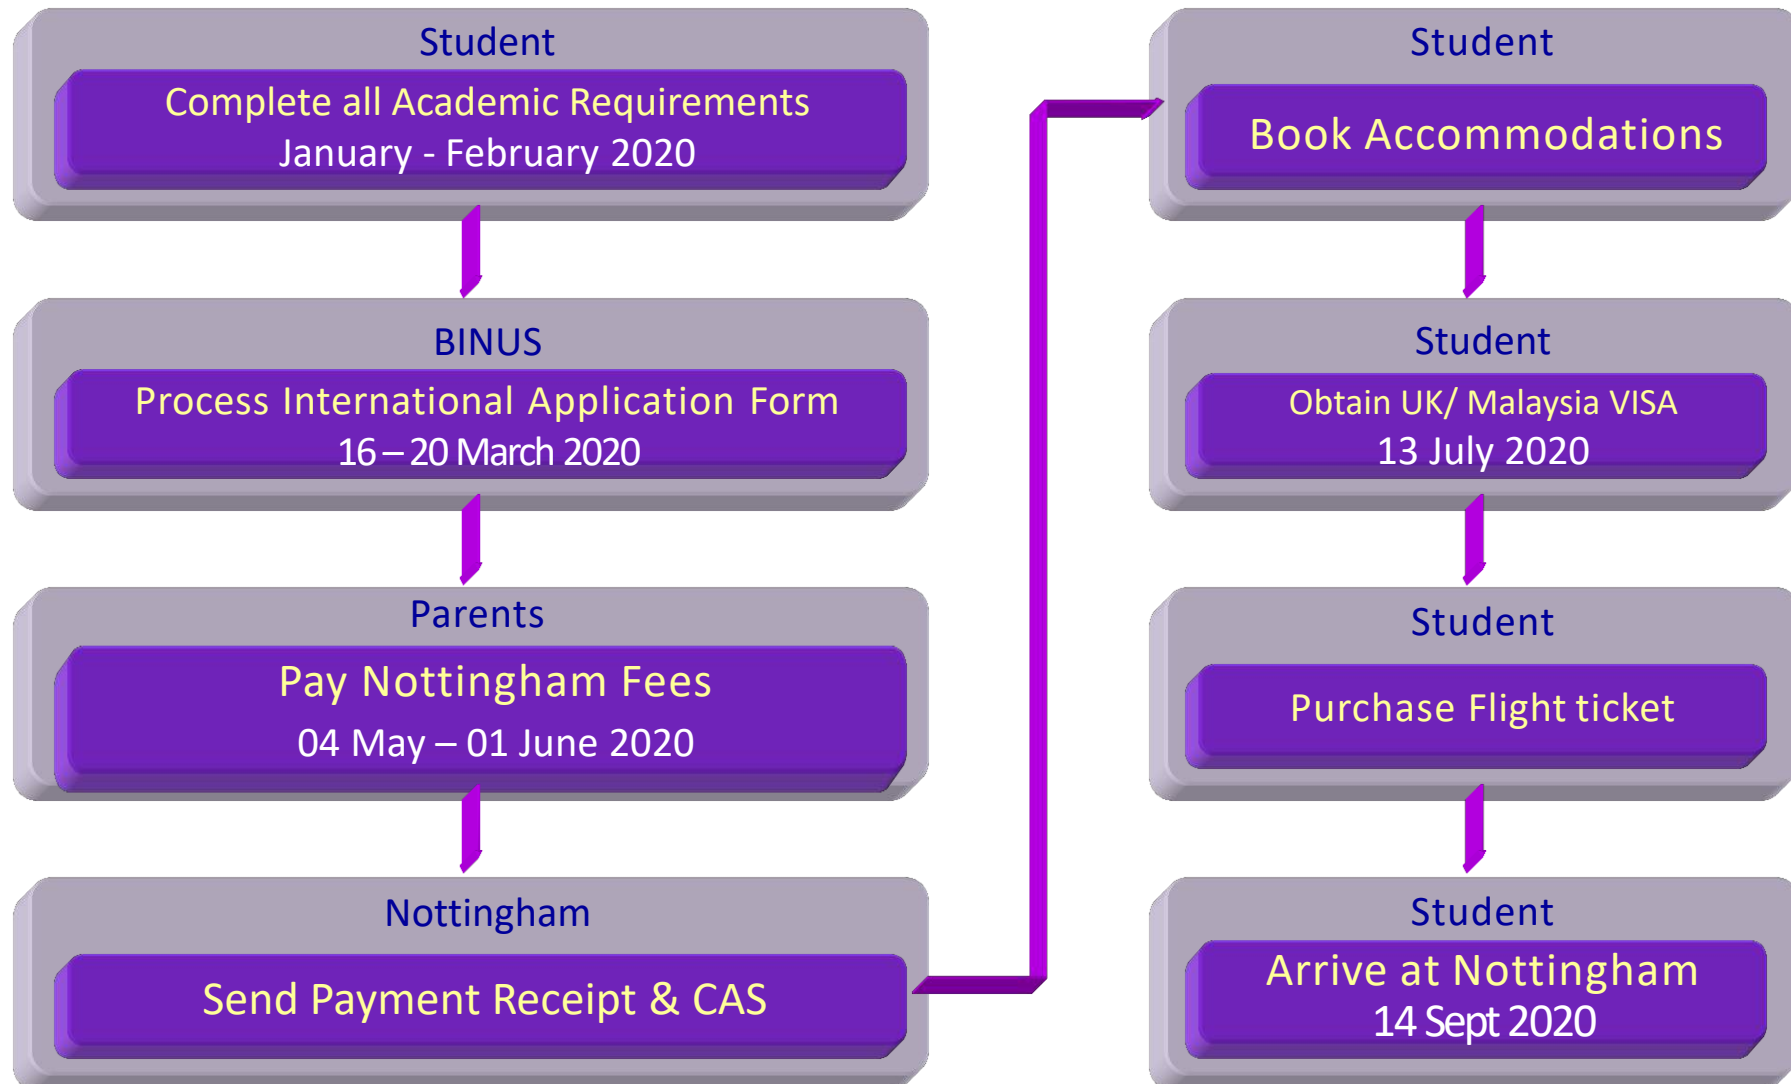 Student
Complete all Academic Requirements
January - February 2020
BINUS
Process International Application Form
16 – 20 March 2020
Parents
Pay Nottingham Fees
04 May – 01 June 2020
Nottingham
Send Payment Receipt & CAS
Student
Book Accommodations
Student
Obtain UK/ Malaysia VISA
13 July 2020
Student
Purchase Flight ticket
Student
Arrive at Nottingham
14 Sept 2020